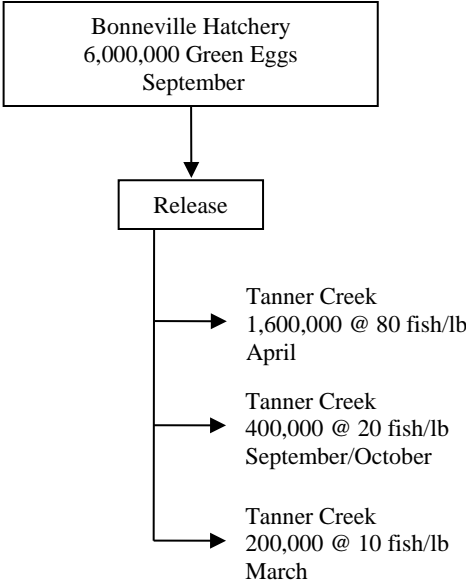 Bonneville Hatchery
6,000,000 Green Eggs
September
Release
Tanner Creek
1,600,000 @ 80 fish/lb
April
Tanner Creek
400,000 @ 20 fish/lb
September/October
Tanner Creek
200,000 @ 10 fish/lb
March